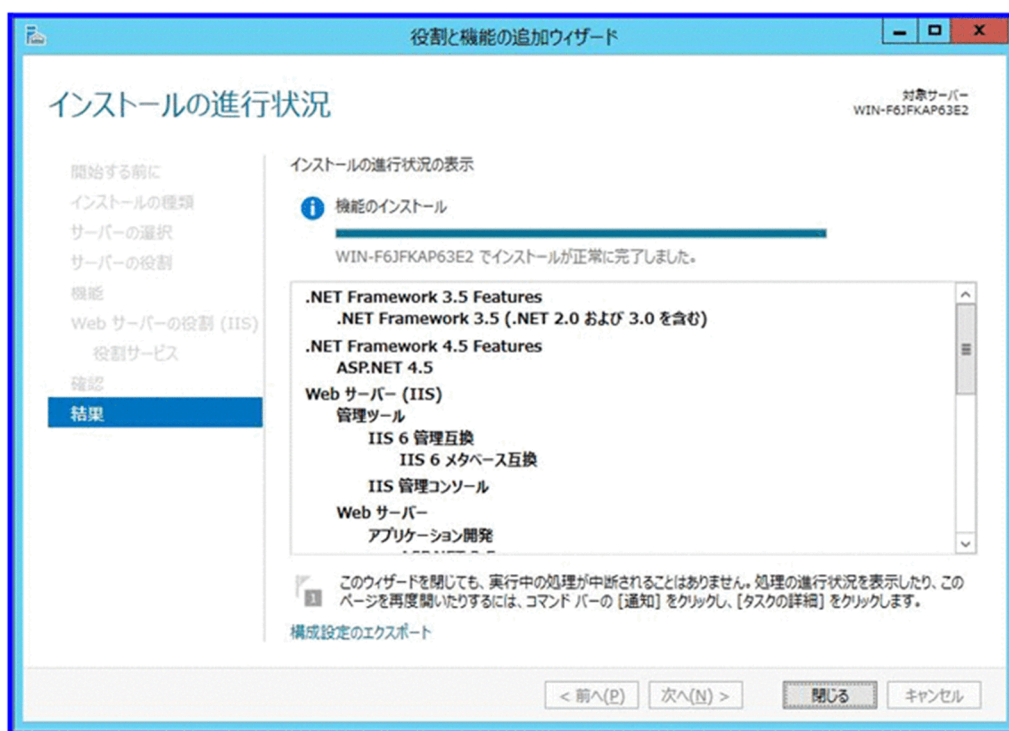 役割と機能の追加ウィザード
インストールの進行状況
対象サーバー
WIN-F6JFKAP63E2
開始する前に
インストールの種類
サーバーの選択
サーバーの役割
機能
Web サーバーの役割 (IIS)
役割サービス
確認
結果
インストールの進行状況の表示
機能のインストール
WIN-F6JFKAP63E2 でインストールが正常に完了しました。
.NET Framework 3.5 Features
.NET Framework 3.5 (.NET 2.0 および 3.0 を含む)
.NET Framework 4.5 Features
ASP.NET 4.5
Web サーバー (IIS)
管理ツール
IIS 6 管理互換
IIS 6 メタベース互換
IIS 管理コンソール
Web サーバー
アプリケーション開発
1
このウィザードを閉じても、実行中の処理が中断されることはありません。処理の進行状況を表示したり、この
ページを再度開いたりするには、コマンド バーの [通知] をクリックし、[タスクの詳細] をクリックします。
構成設定のエクスポート
< 前へ(P)
次へ(N) >
閉じる
キャンセル